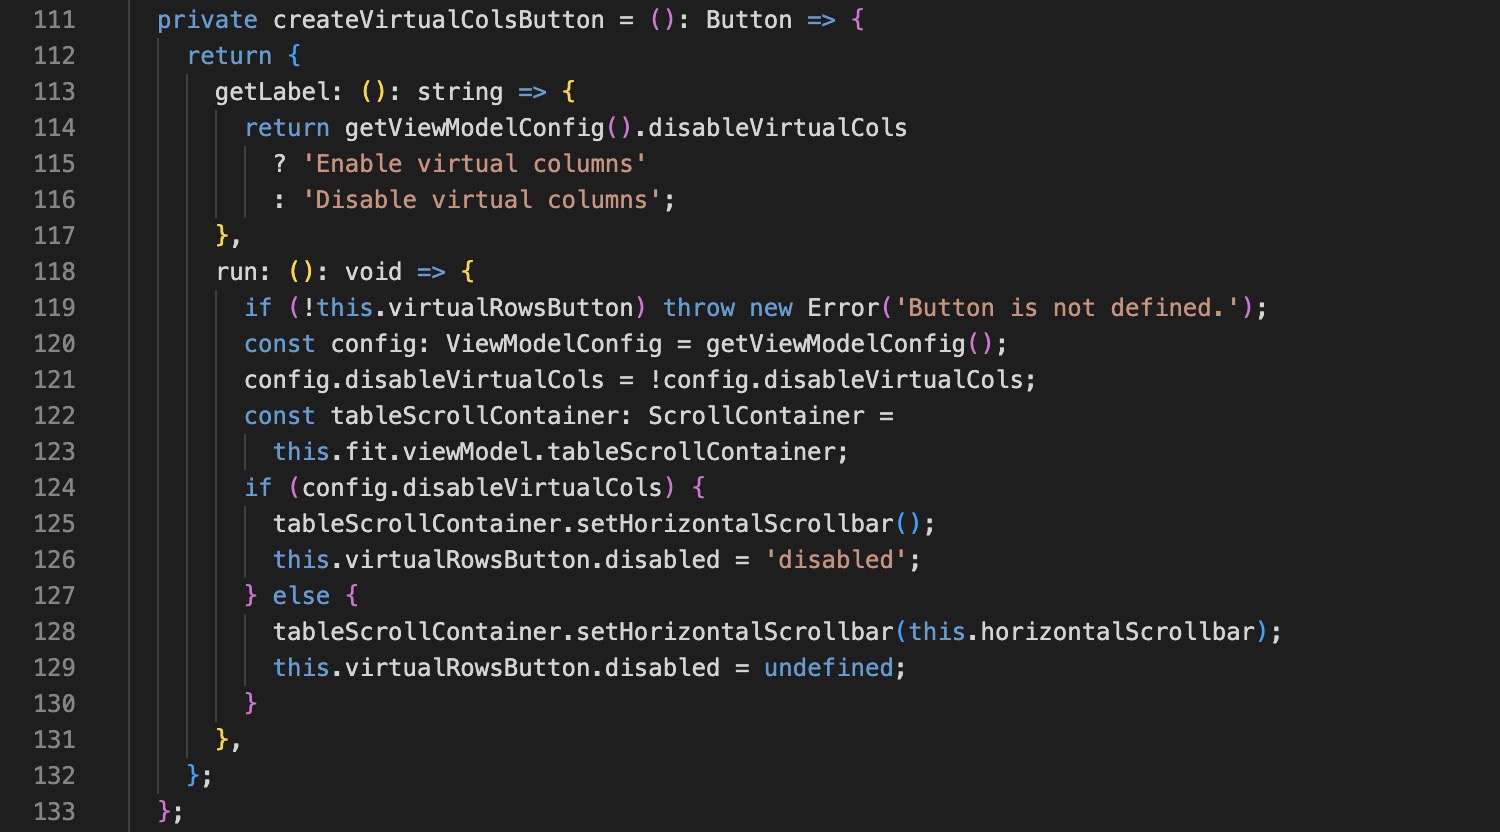 111 private createVirtualColsButton = (): Button => {
112 return {
113 getLabel: (): string => {
114 return getViewModelConfig().disableVirtualCols
115 ? 'Enable virtual columns'
116 : 'Disable virtual columns';
117 },
118 run: (): void => {
119 if (!this.virtualRowsButton) throw new Error('Button is not defined.');
120 const config: ViewModelConfig = getViewModelConfig();
121 config.disableVirtualCols = !config.disableVirtualCols;
122 const tableScrollContainer: ScrollContainer =
123 this.fit.viewModel.tableScrollContainer;
124 if (config.disableVirtualCols) {
125 tableScrollContainer.setHorizontalScrollbar();
126 this.virtualRowsButton.disabled = 'disabled';
127 } else {
128 tableScrollContainer.setHorizontalScrollbar(this.horizontalScrollbar);
129 this.virtualRowsButton.disabled = undefined;
130 }
131 },
132 };
133 };